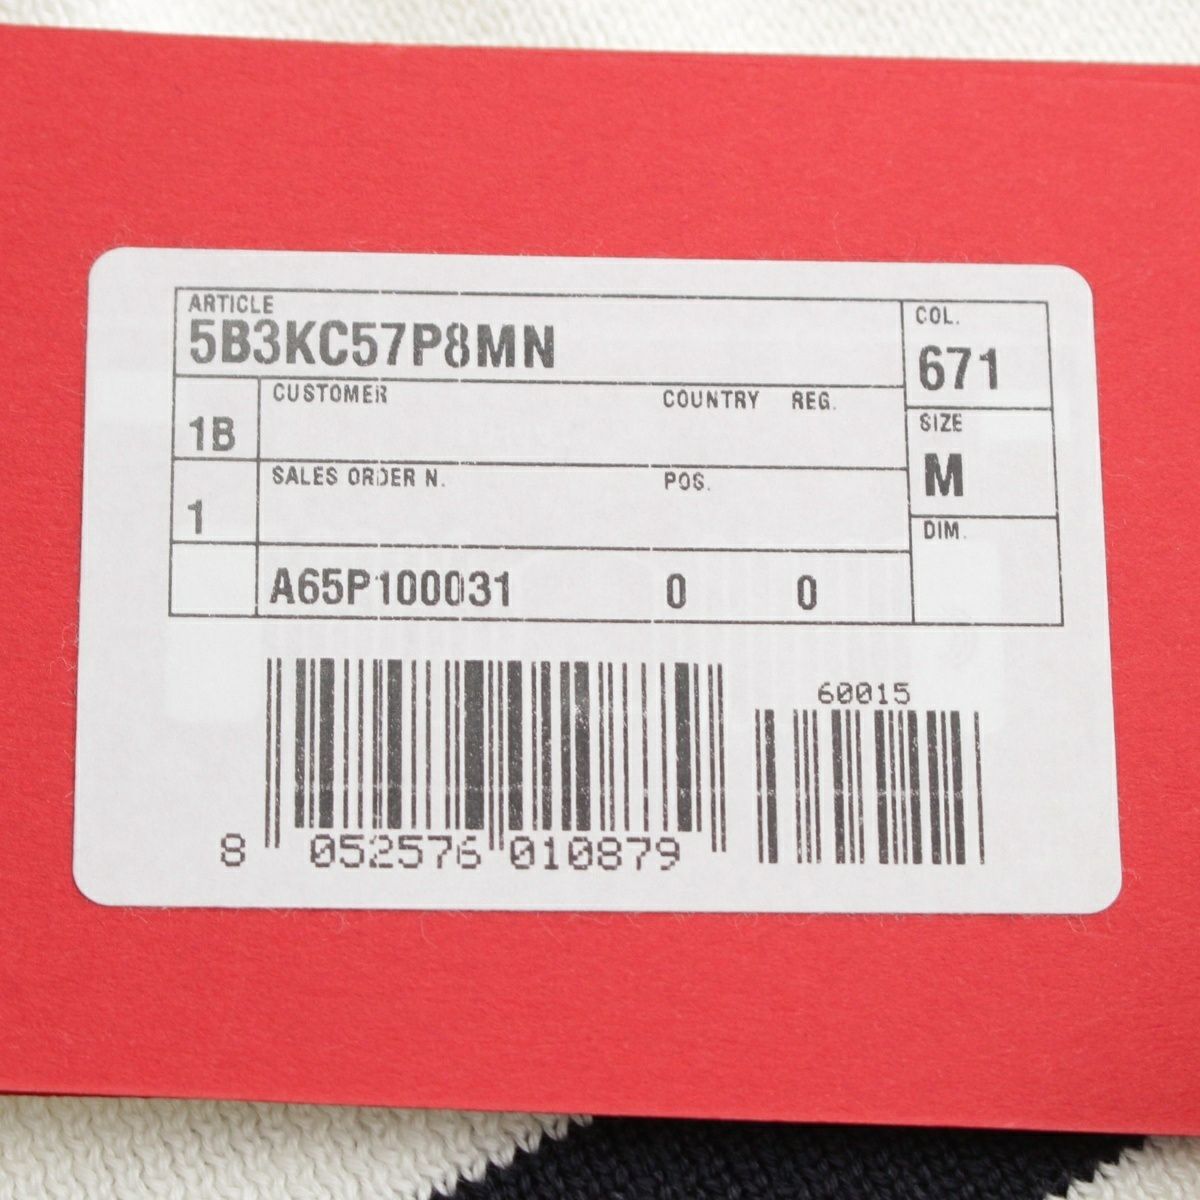 ARTICLE
5B3KC57P8MN
COL.
671
1B
CUSTOMER
COUNTRY REG.
SIZE
M
1
SALES ORDER N.
POS.
DIM.
A65P100031 0 0
60015
8 052576 010879